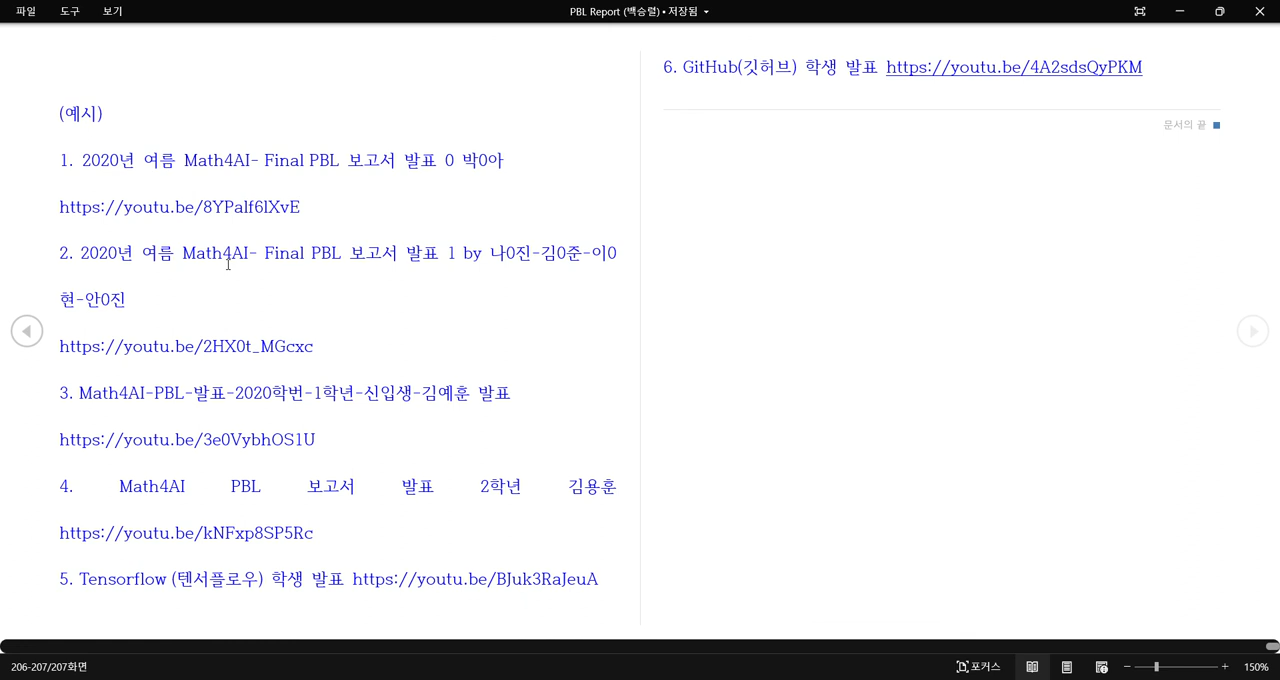 파일 도구 보기 PBL Report (백승렬) • 저장됨
(예시)
1. 2020년 여름 Math4AI- Final PBL 보고서 발표 0 박0아
https://youtu.be/8YPalf6lXvE
2. 2020년 여름 Math4AI- Final PBL 보고서 발표 1 by 나0진-김0준-이0
현-안0진
https://youtu.be/2HX0t_MGcxc
3. Math4AI-PBL-발표-2020학번-1학년-신입생-김예훈 발표
https://youtu.be/3e0VybhOS1U
4. Math4AI PBL 보고서 발표 2학년 김용훈
https://youtu.be/kNFxp8SP5Rc
5. Tensorflow (텐서플로우) 학생 발표 https://youtu.be/BJuk3RaJeuA
6. GitHub(깃허브) 학생 발표 https://youtu.be/4A2sdsQyPKM
문서의 끝
206-207/207화면 포커스 150%